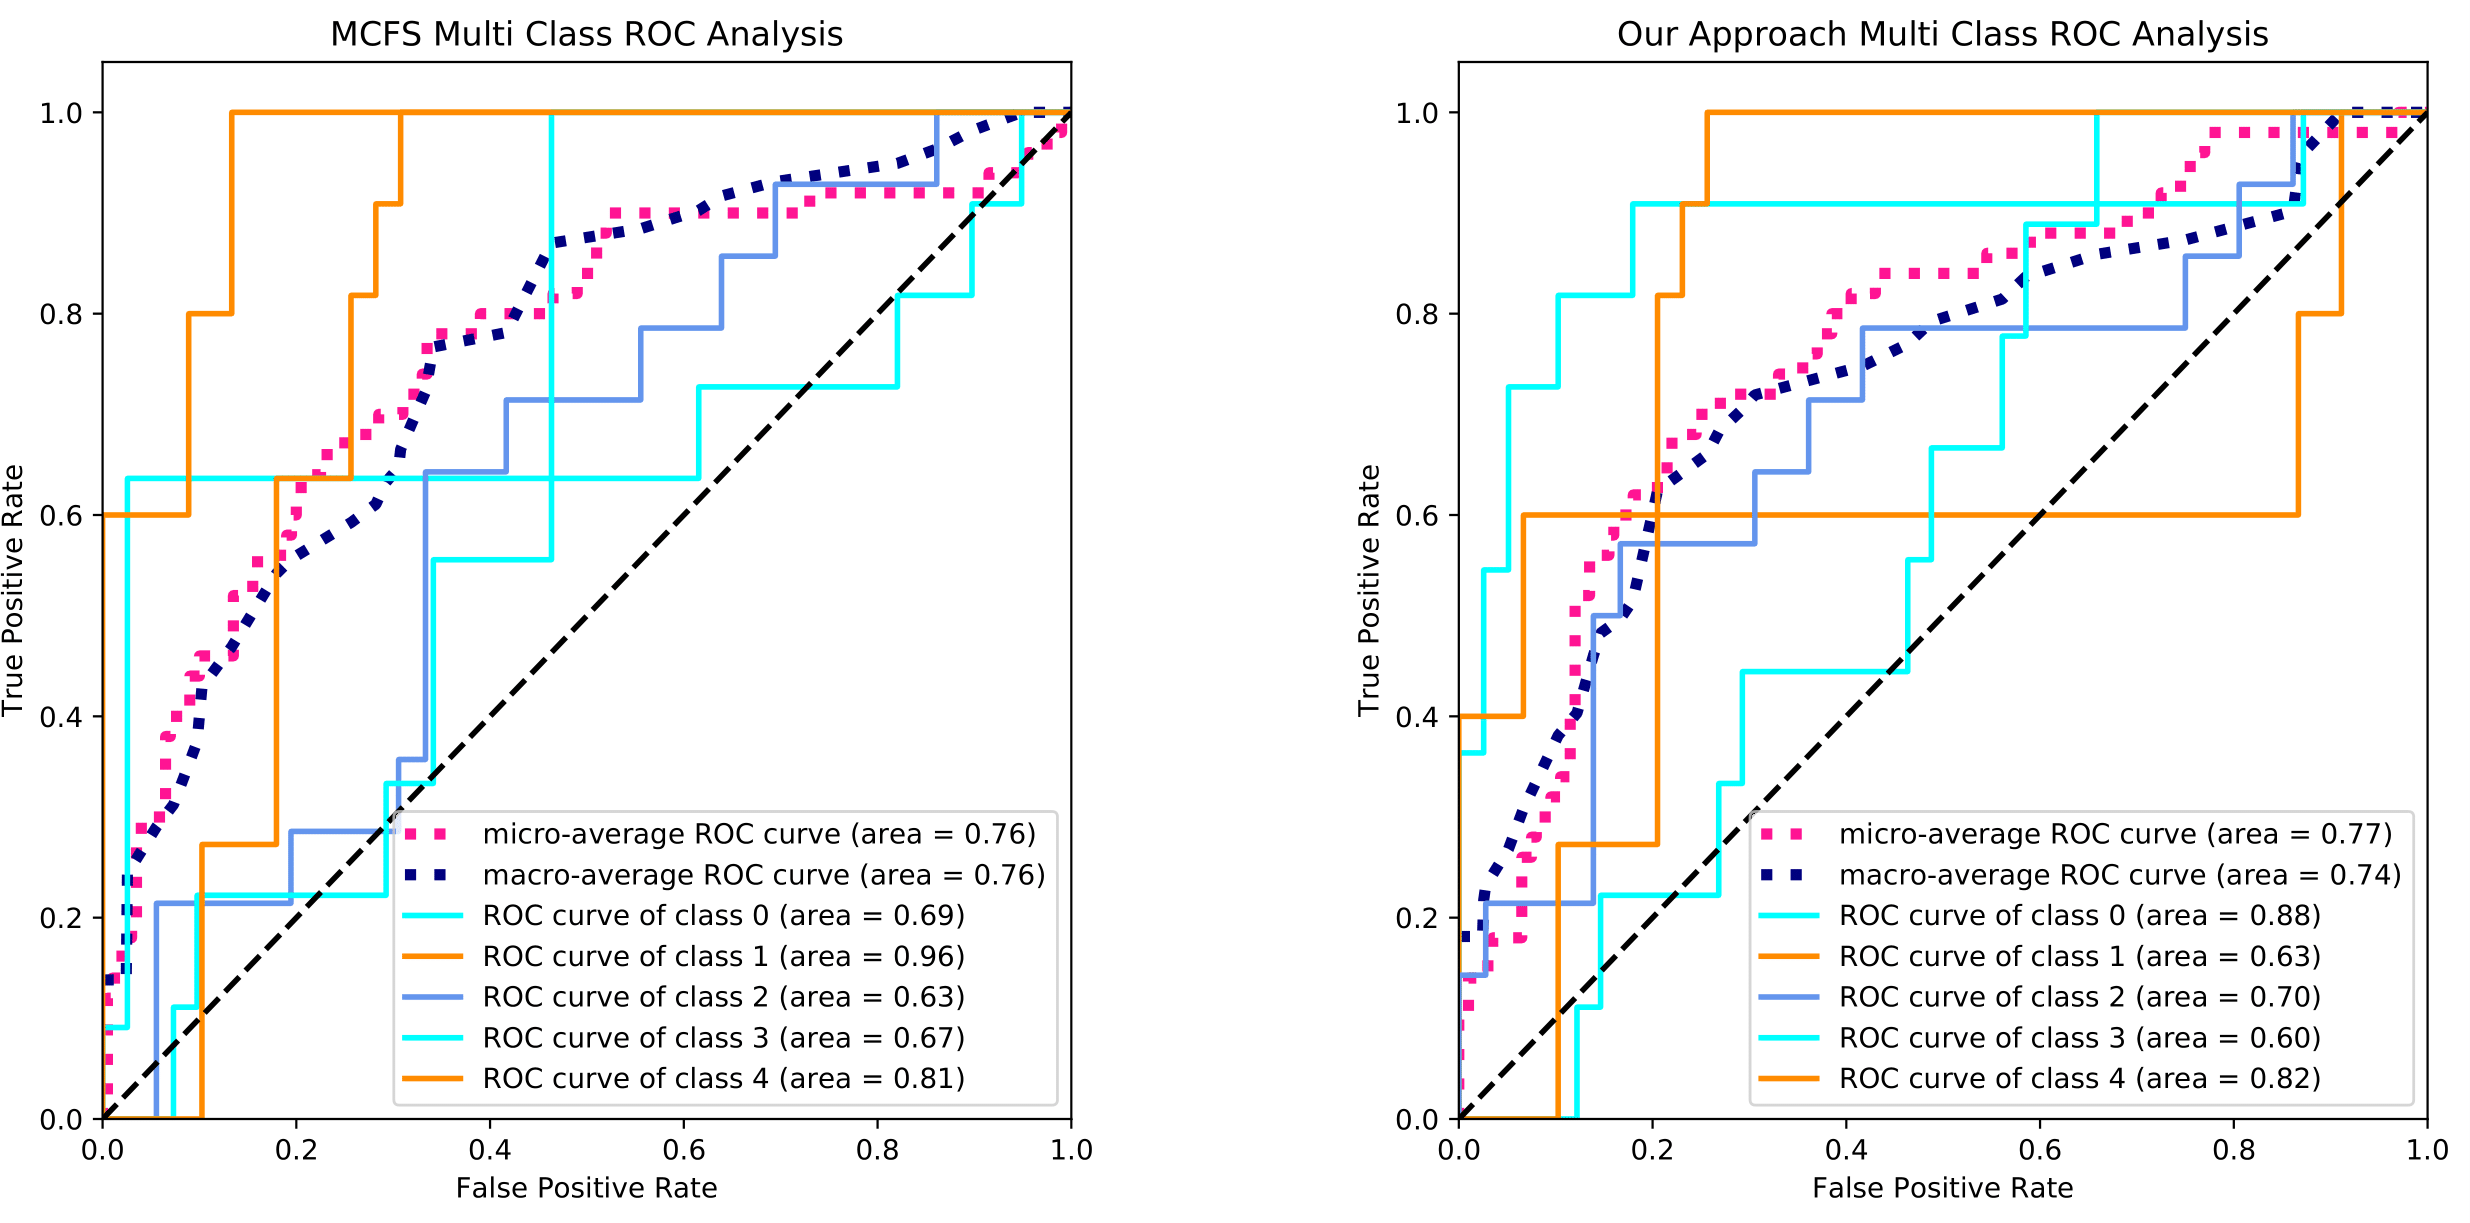 MCFS Multi Class ROC Analysis
True Positive Rate
1.0
0.8
0.6
0.4
0.2
0.0
micro-average ROC curve (area = 0.76)
macro-average ROC curve (area = 0.76)
ROC curve of class 0 (area = 0.69)
ROC curve of class 1 (area = 0.96)
ROC curve of class 2 (area = 0.63)
ROC curve of class 3 (area = 0.67)
ROC curve of class 4 (area = 0.81)
0.0 0.2 0.4 0.6 0.8 1.0
False Positive Rate
Our Approach Multi Class ROC Analysis
True Positive Rate
1.0
0.8
0.6
0.4
0.2
0.0
micro-average ROC curve (area = 0.77)
macro-average ROC curve (area = 0.74)
ROC curve of class 0 (area = 0.88)
ROC curve of class 1 (area = 0.63)
ROC curve of class 2 (area = 0.70)
ROC curve of class 3 (area = 0.60)
ROC curve of class 4 (area = 0.82)
0.0 0.2 0.4 0.6 0.8 1.0
False Positive Rate